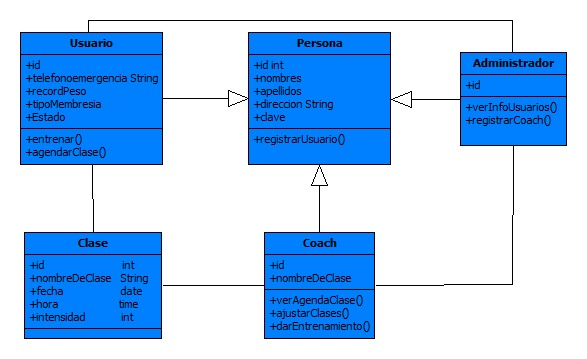 Usuario
+id
+telefonoemergencia String
+recordPeso
+tipoMembresia
+Estado
+entrenar()
+agendarClase()
Persona
+id int
+nombres
+apellidos
+direccion String
+clave
+registrarUsuario()
Administrador
+id
+verInfoUsuarios()
+registrarCoach()
Clase
+id int
+nombreDeClase String
+fecha date
+hora time
+intensidad int
Coach
+id
+nombreDeClase
+verAgendaClase()
+ajustarClases()
+darEntrenamiento()